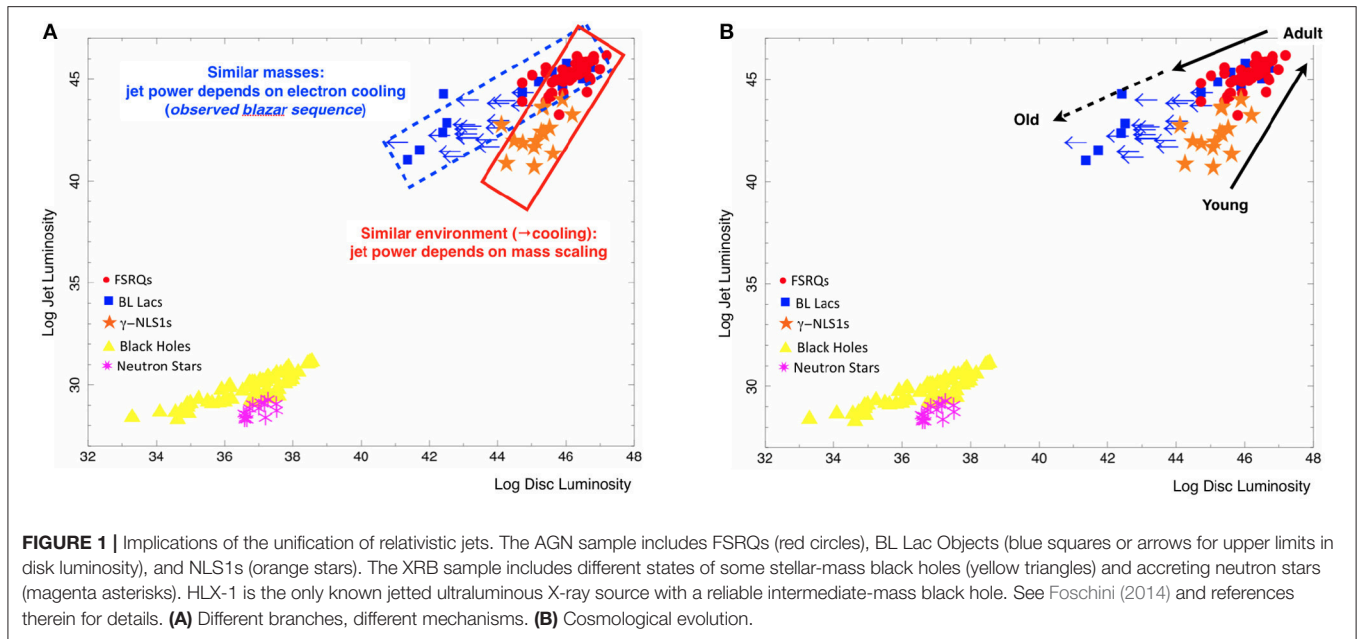 A
Similar masses:
jet power depends on electron cooling
(observed blazar sequence)
Similar environment (→cooling):
jet power depends on mass scaling
FSRQs
BL Lacs
γ−NLS1s
Black Holes
Neutron Stars
Log Jet Luminosity
45
40
35
30
32 34 36 38 40 42 44 46 48
Log Disc Luminosity
B
Adult
Old
Young
FSRQs
BL Lacs
γ−NLS1s
Black Holes
Neutron Stars
Log Jet Luminosity
45
40
35
30
32 34 36 38 40 42 44 46 48
Log Disc Luminosity
FIGURE 1 | Implications of the unification of relativistic jets. The AGN sample includes FSRQs (red circles), BL Lac Objects (blue squares or arrows for upper limits in
disk luminosity), and NLS1s (orange stars). The XRB sample includes different states of some stellar-mass black holes (yellow triangles) and accreting neutron stars
(magenta asterisks). HLX-1 is the only known jetted ultraluminous X-ray source with a reliable intermediate-mass black hole. See Foschini (2014) and references
therein for details. (A) Different branches, different mechanisms. (B) Cosmological evolution.